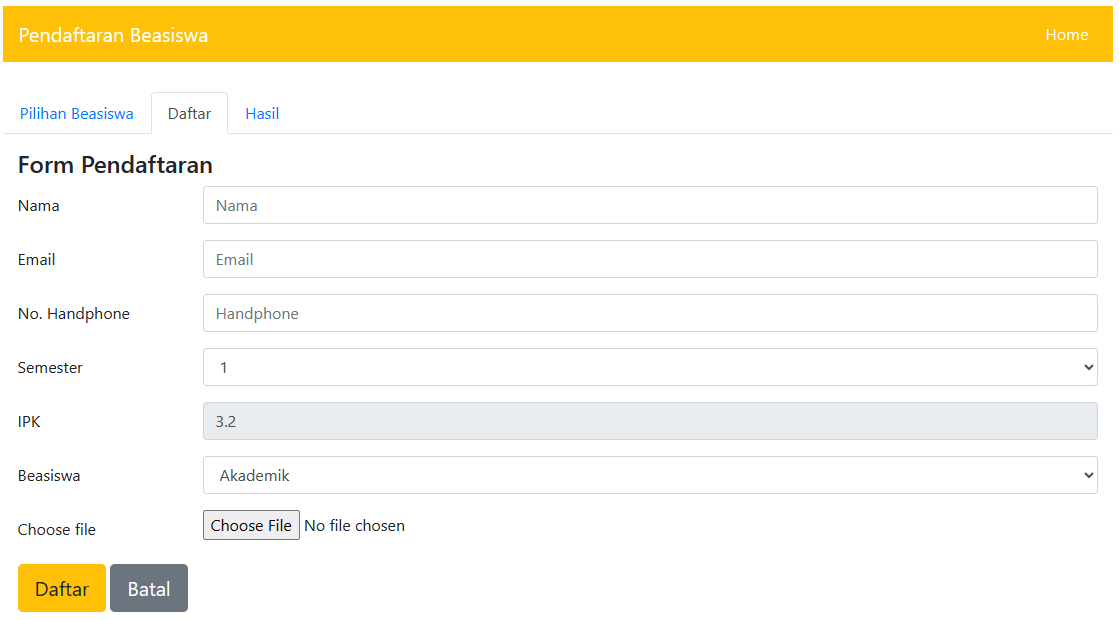 Pendaftaran Beasiswa Home
Pilihan Beasiswa Daftar Hasil
Form Pendaftaran
Nama Nama
Email Email
No. Handphone Handphone
Semester 1
IPK 3.2
Beasiswa Akademik
Choose file Choose File No file chosen
Daftar Batal